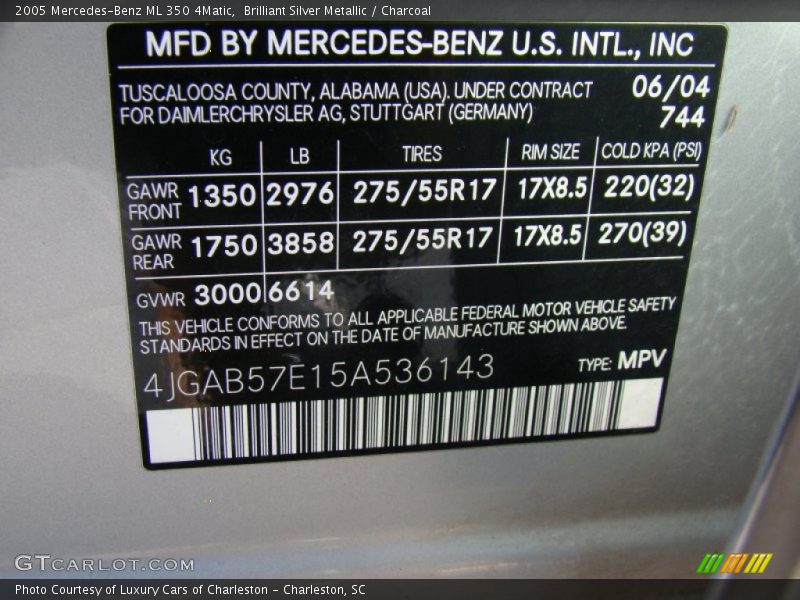 2005 Mercedes-Benz ML 350 4Matic,  Brilliant Silver Metallic / Charcoal
MFD BY MERCEDES-BENZ U.S. INTL., INC
TUSCALOOSA COUNTY, ALABAMA (USA). UNDER CONTRACT 06/04
FOR DAIMLERCHRYSLER AG, STUTTGART (GERMANY) 744
KG LB TIRES RIM SIZE COLD KPA (PSI)
GAWR FRONT 1350 2976 275/55R17 17X8.5 220(32)
GAWR REAR 1750 3858 275/55R17 17X8.5 270(39)
GVWR 3000 6614
THIS VEHICLE CONFORMS TO ALL APPLICABLE FEDERAL MOTOR VEHICLE SAFETY
STANDARDS IN EFFECT ON THE DATE OF MANUFACTURE SHOWN ABOVE.
4JGAB57E15A536143 TYPE: MPV
GTCARLOT.COM
Photo Courtesy of Luxury Cars of Charleston - Charleston, SC